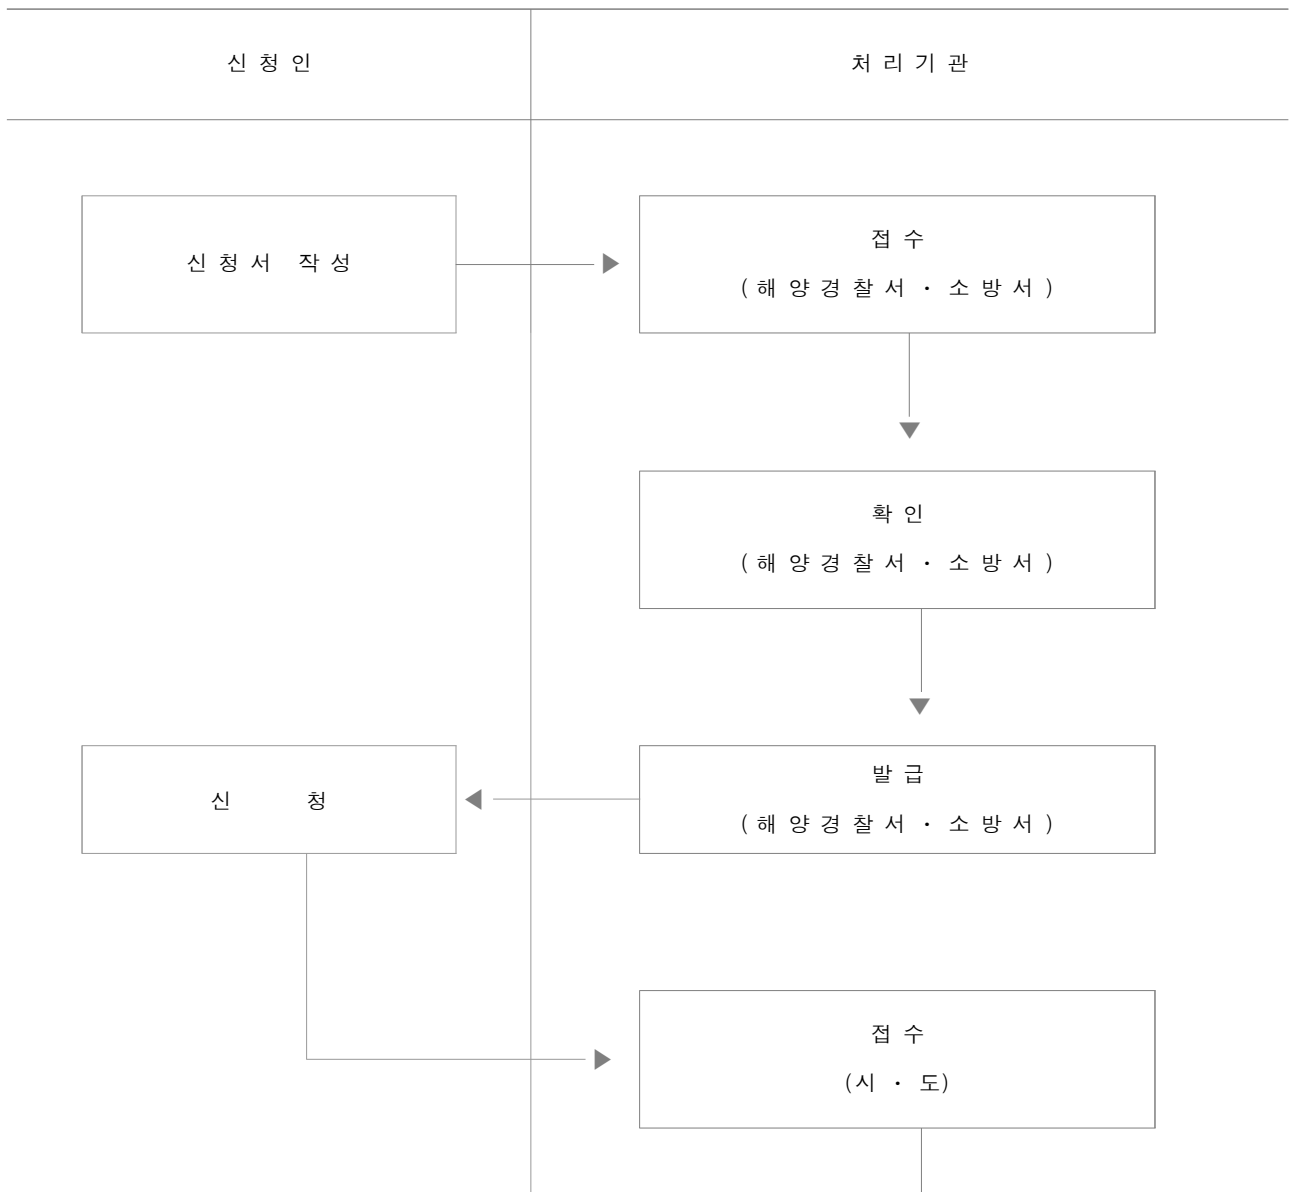 신청인
처리기관
신청서 작성
접수
(해양경찰서·소방서)
확인
(해양경찰서·소방서)
발급
(해양경찰서·소방서)
신 청
접수
(시·도)